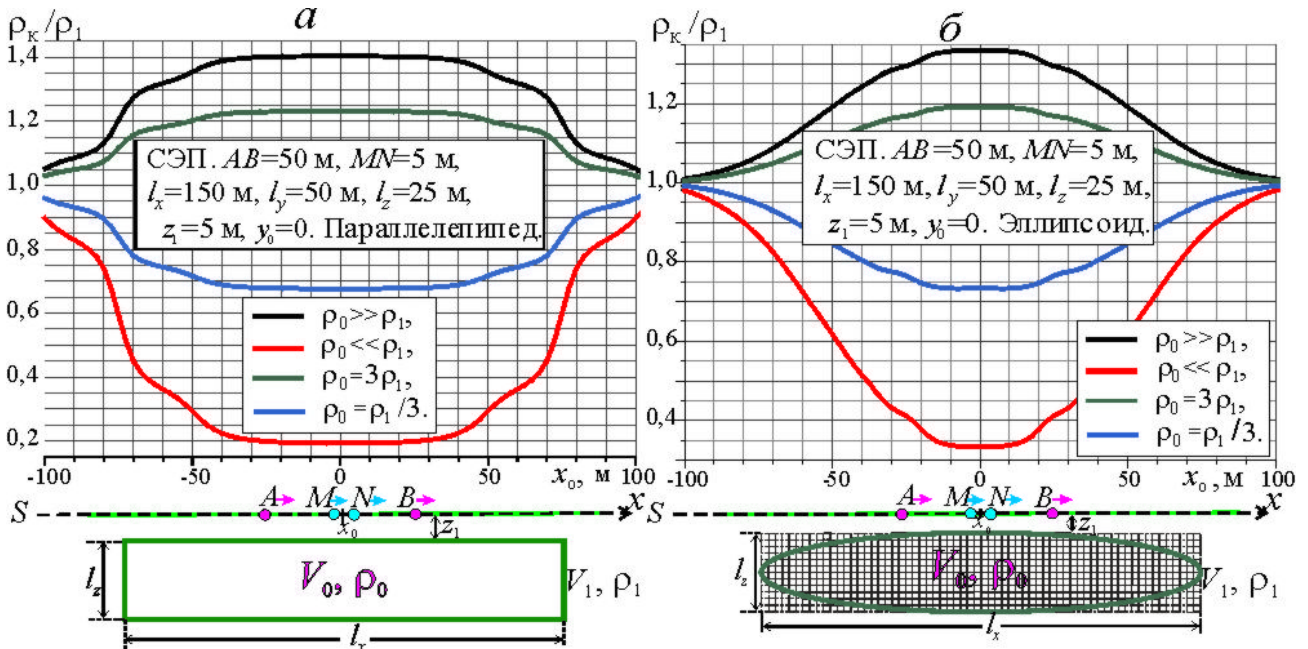 а
ρк/ρ1
1,4
1,2
1,0
0,8
0,6
0,4
0,2
СЭП. AB=50 м, MN=5 м,
lx=150 м, ly=50 м, lz=25 м,
z1=5 м, y0=0. Параллелепипед.
ρ0>>ρ1,
ρ0<<ρ1,
ρ0=3ρ1,
ρ0=ρ1/3.
-100 -50 0 50 x0, м 100
S A M N B x
x0 z1
lz V0, ρ0 V1, ρ1
lx
б
ρк/ρ1
1,2
1,0
0,8
0,6
0,4
СЭП. AB=50 м, MN=5 м,
lx=150 м, ly=50 м, lz=25 м,
z1=5 м, y0=0. Эллипсоид.
ρ0>>ρ1,
ρ0<<ρ1,
ρ0=3ρ1,
ρ0=ρ1/3.
-100 -50 0 50 x0, м 100
S A M N B x
x0 z1
lz V0, ρ0 V1, ρ1
lx